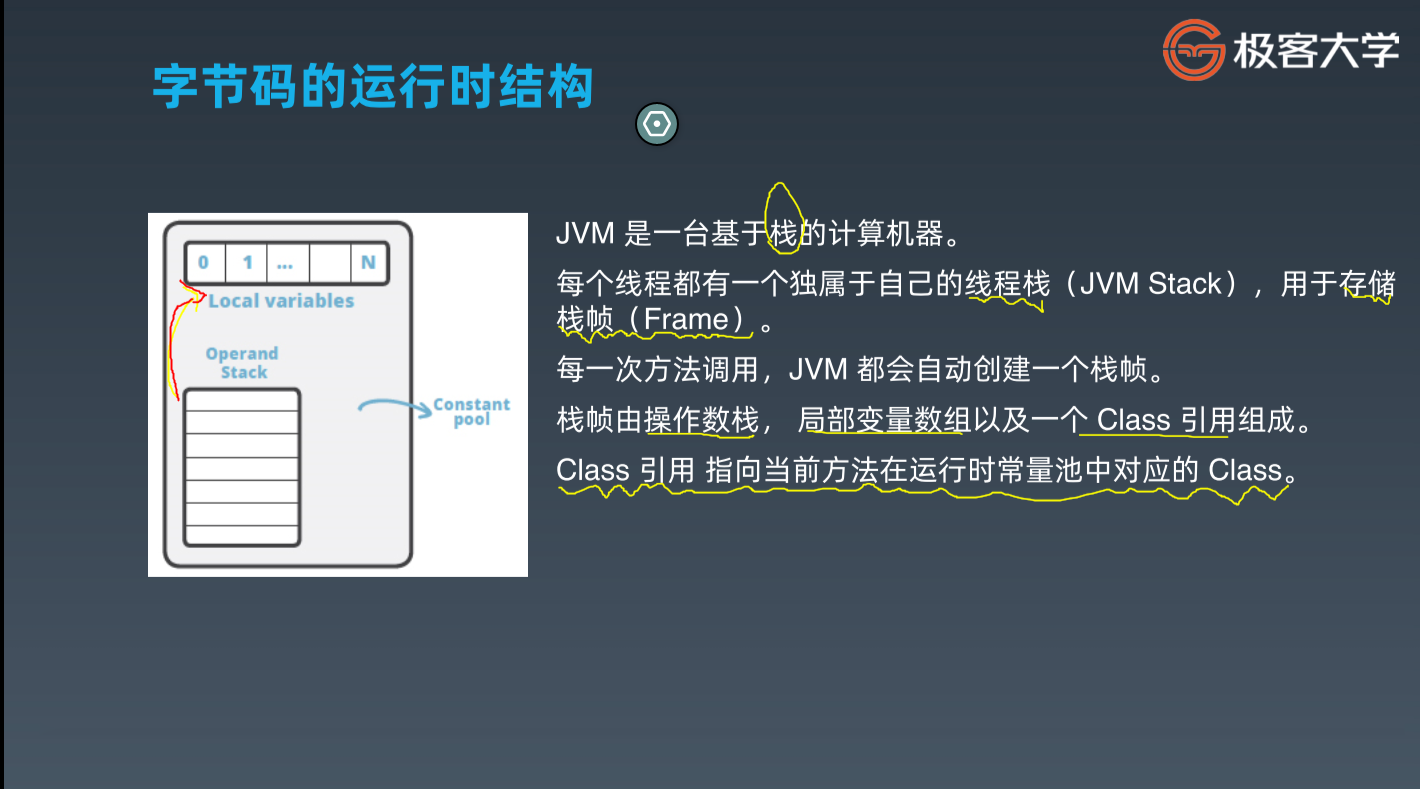 极客大学
字节码的运行时结构
0 1 ... N
Local variables
Operand
Stack
Constant
pool
JVM 是一台基于栈的计算机器。
每个线程都有一个独属于自己的线程栈（JVM Stack），用于存储
栈帧（Frame）。
每一次方法调用，JVM 都会自动创建一个栈帧。
栈帧由操作数栈， 局部变量数组以及一个 Class 引用组成。
Class 引用 指向当前方法在运行时常量池中对应的 Class。